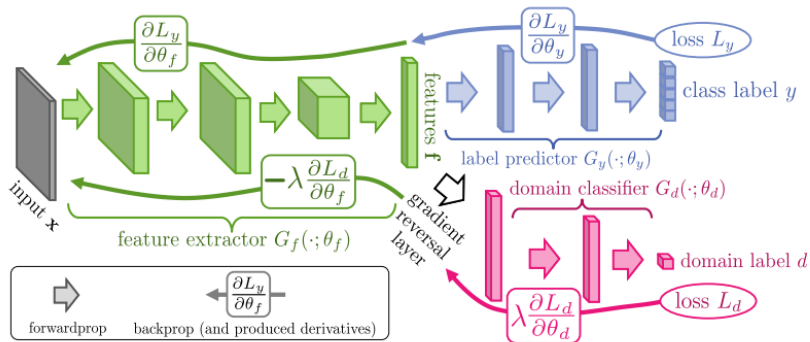 ∂L_y/∂θ_f
∂L_y/∂θ_y
loss L_y
features f
class label y
label predictor G_y(·; θ_y)
input x
−λ ∂L_d/∂θ_f
feature extractor G_f(·; θ_f)
gradient
reversal
layer
domain classifier G_d(·; θ_d)
domain label d
λ ∂L_d/∂θ_d
loss L_d
∂L_y/∂θ_f
forwardprop
backprop (and produced derivatives)